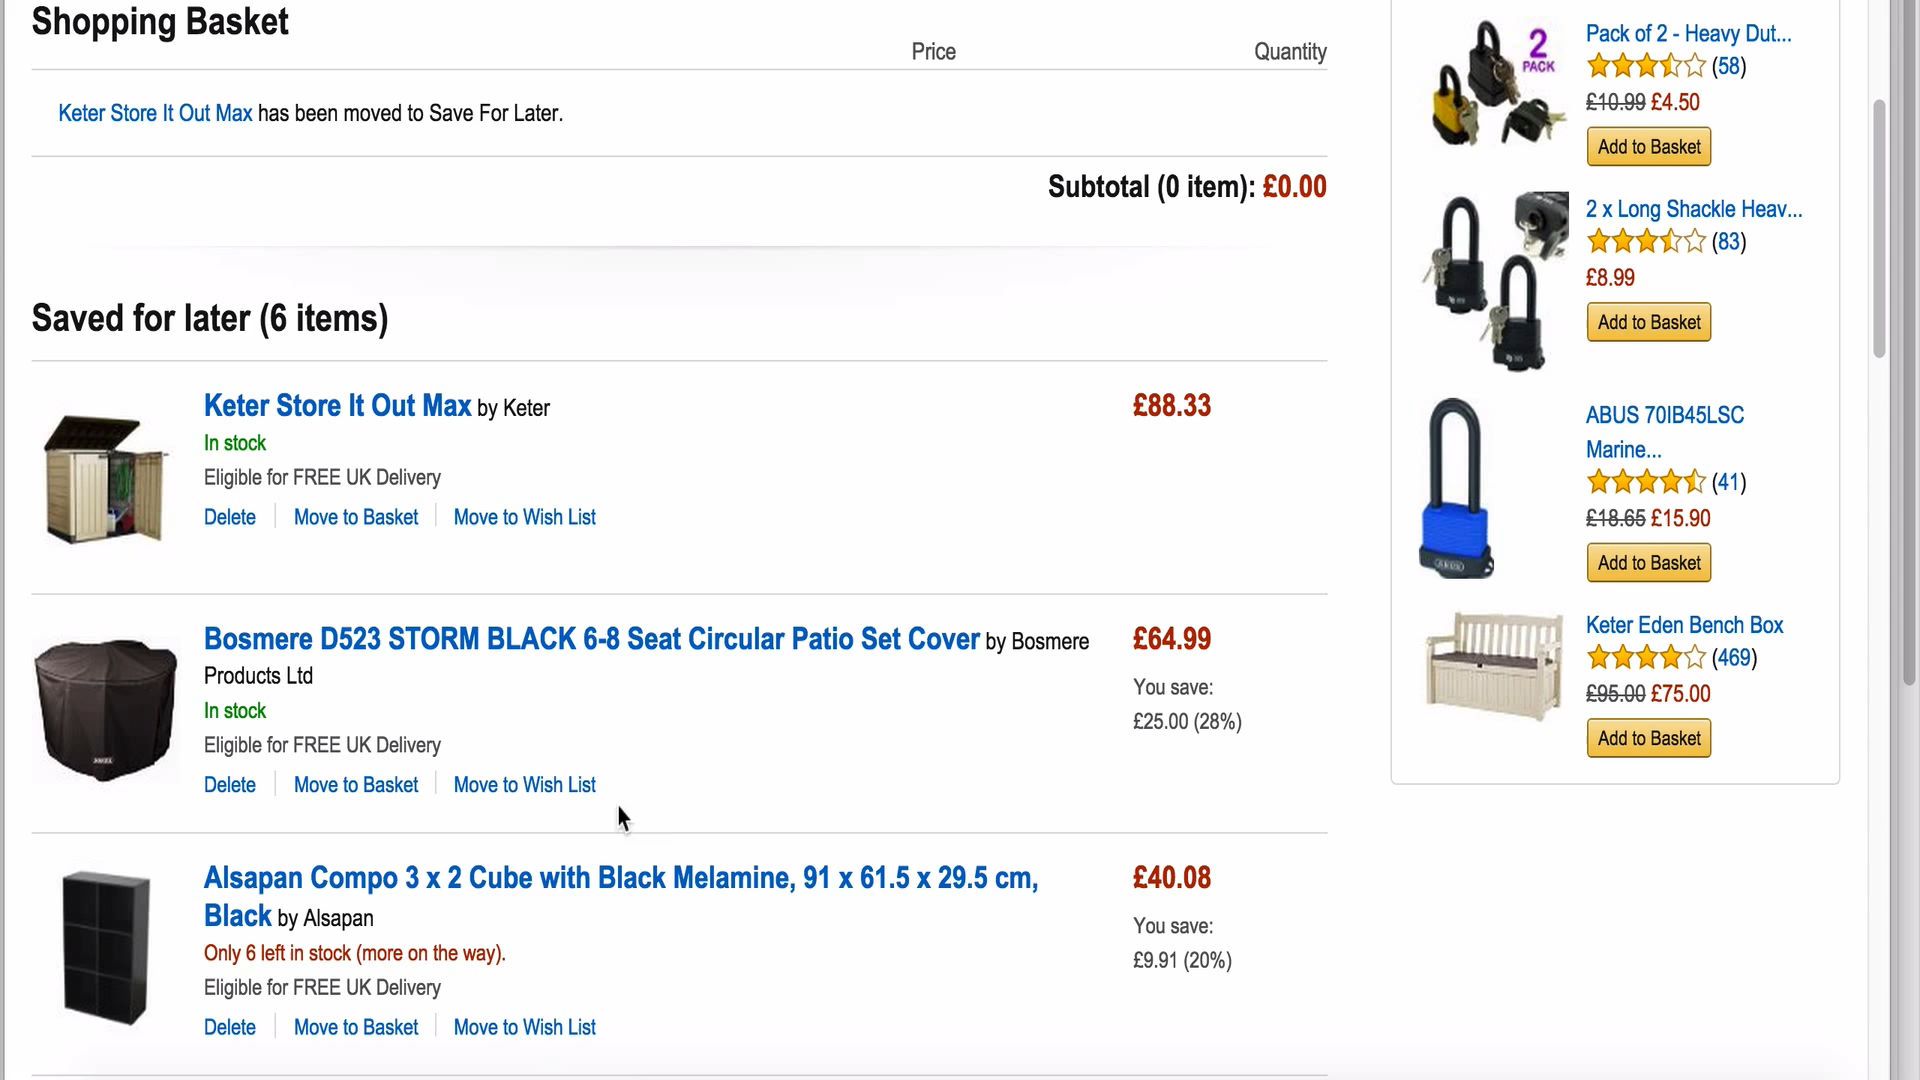 Shopping Basket
Price Quantity
Keter Store It Out Max has been moved to Save For Later.
Subtotal (0 item): £0.00
Saved for later (6 items)
Keter Store It Out Max by Keter £88.33
In stock
Eligible for FREE UK Delivery
Delete Move to Basket Move to Wish List
Bosmere D523 STORM BLACK 6-8 Seat Circular Patio Set Cover by Bosmere £64.99
Products Ltd You save:
In stock £25.00 (28%)
Eligible for FREE UK Delivery
Delete Move to Basket Move to Wish List
Alsapan Compo 3 x 2 Cube with Black Melamine, 91 x 61.5 x 29.5 cm, £40.08
Black by Alsapan You save:
Only 6 left in stock (more on the way). £9.91 (20%)
Eligible for FREE UK Delivery
Delete Move to Basket Move to Wish List
2
PACK
Pack of 2 - Heavy Dut...
(58)
£10.99 £4.50
Add to Basket
2 x Long Shackle Heav...
(83)
£8.99
Add to Basket
ABUS 70IB45LSC
Marine...
(41)
£18.65 £15.90
Add to Basket
ABUS
Keter Eden Bench Box
(469)
£95.00 £75.00
Add to Basket